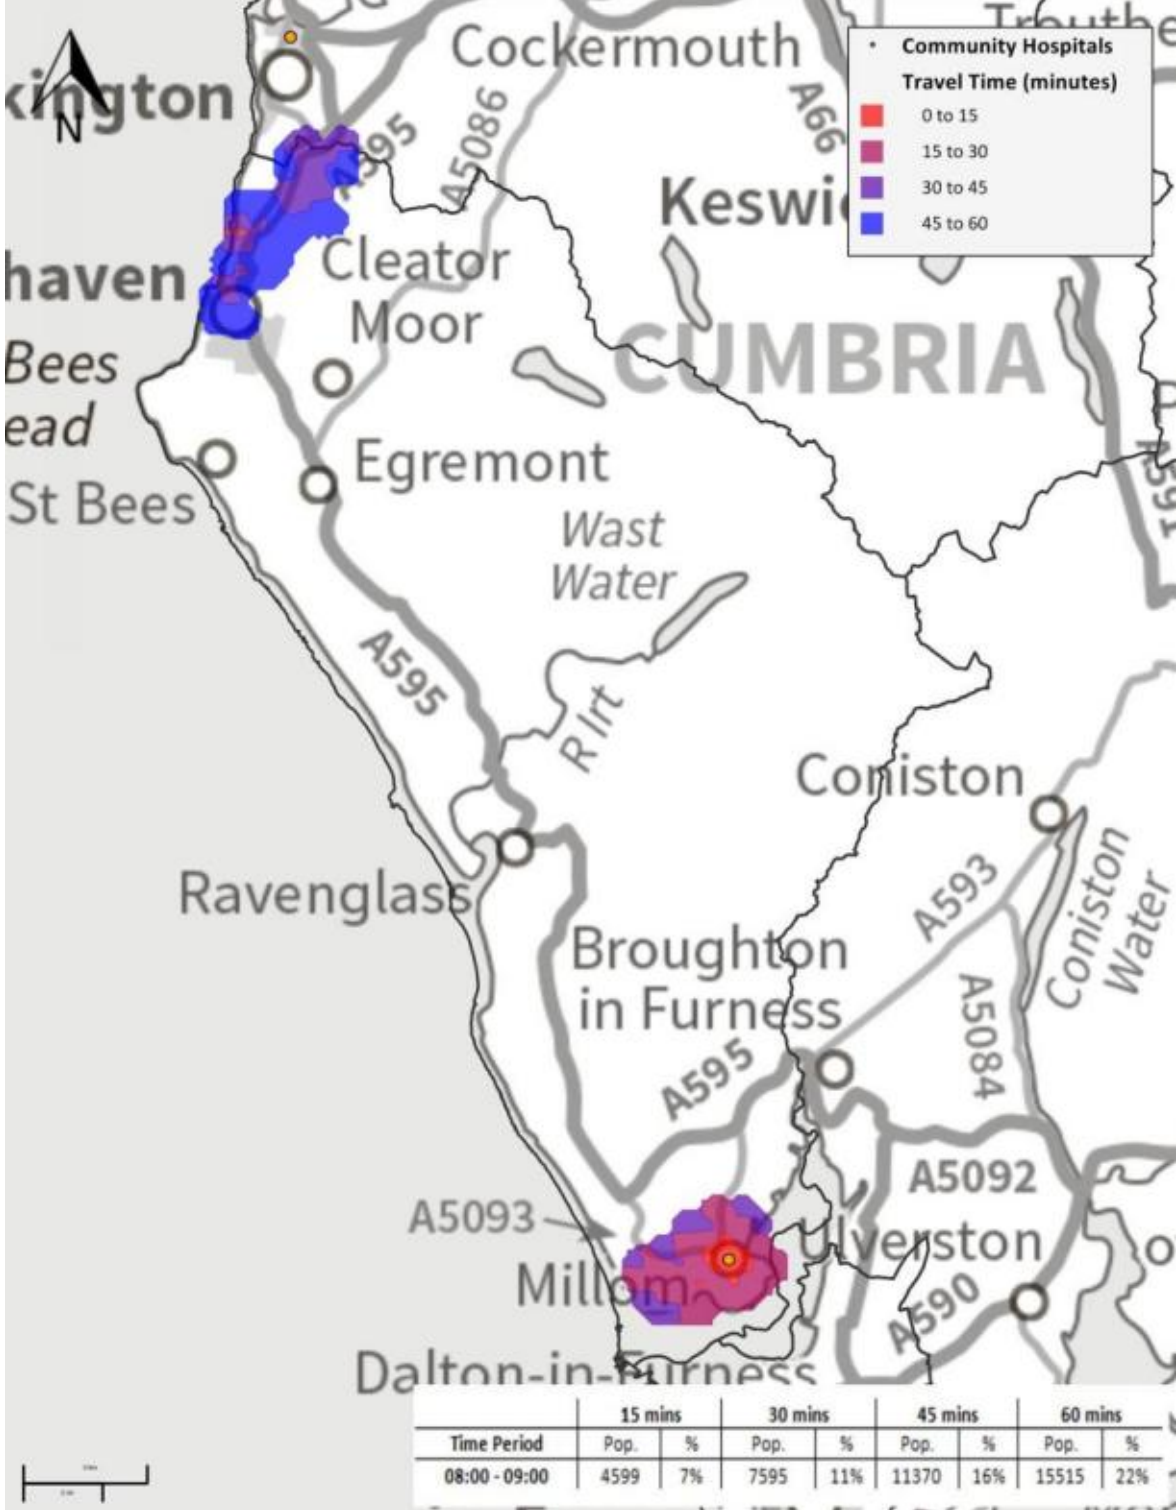 Cockermouth
Trouthe
kington
N
A595
A5086
A66
Community Hospitals
Travel Time (minutes)
0 to 15
15 to 30
30 to 45
45 to 60
Keswi
haven
Cleator
Moor
CUMBRIA
Bees
ead
St Bees
Egremont
A591
Wast
Water
A595
R Irt
Coniston
Ravenglass
A593
Coniston
Water
Broughton
in Furness
A5084
A595
A5092
A5093
Ulverston
Millom
A590
Dalton-in-Furness
15 mins 30 mins 45 mins 60 mins
Time Period Pop. % Pop. % Pop. % Pop. %
08:00 - 09:00 4599 7% 7595 11% 11370 16% 15515 22%